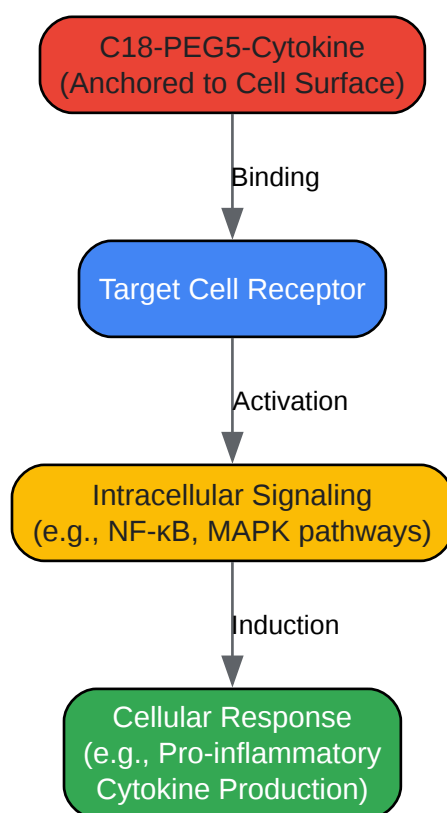 C18-PEG5-Cytokine
(Anchored to Cell Surface)
Binding
Target Cell Receptor
Activation
Intracellular Signaling
(e.g., NF-κB, MAPK pathways)
Induction
Cellular Response
(e.g., Pro-inflammatory
Cytokine Production)